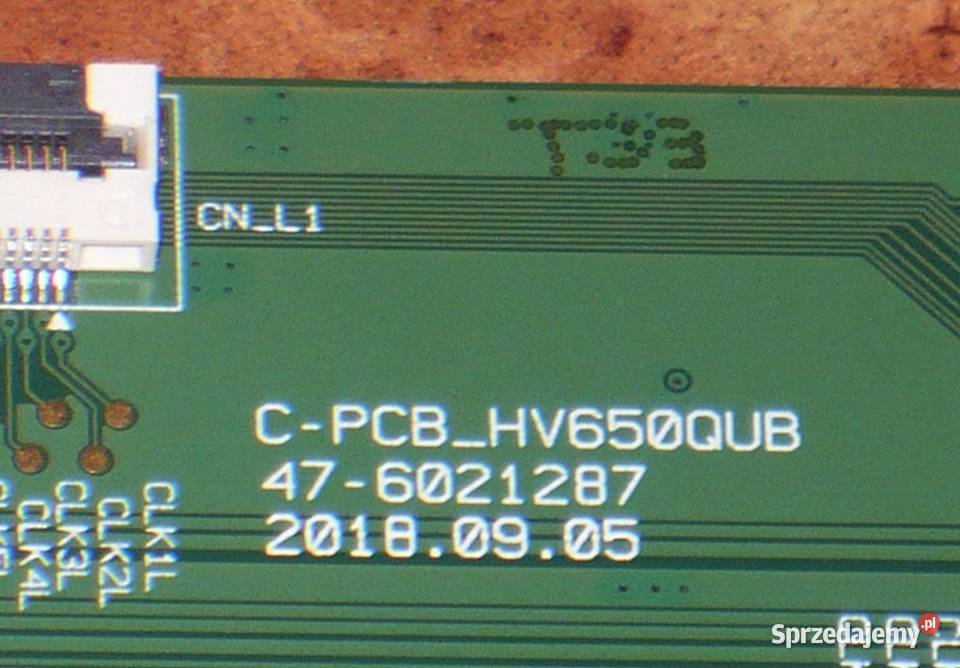 CN_L1
C-PCB_HV650QUB
47-6021287
2018.09.05
CLK1L
CLK2L
CLK3L
CLK4L
Sprzedajemy.pl